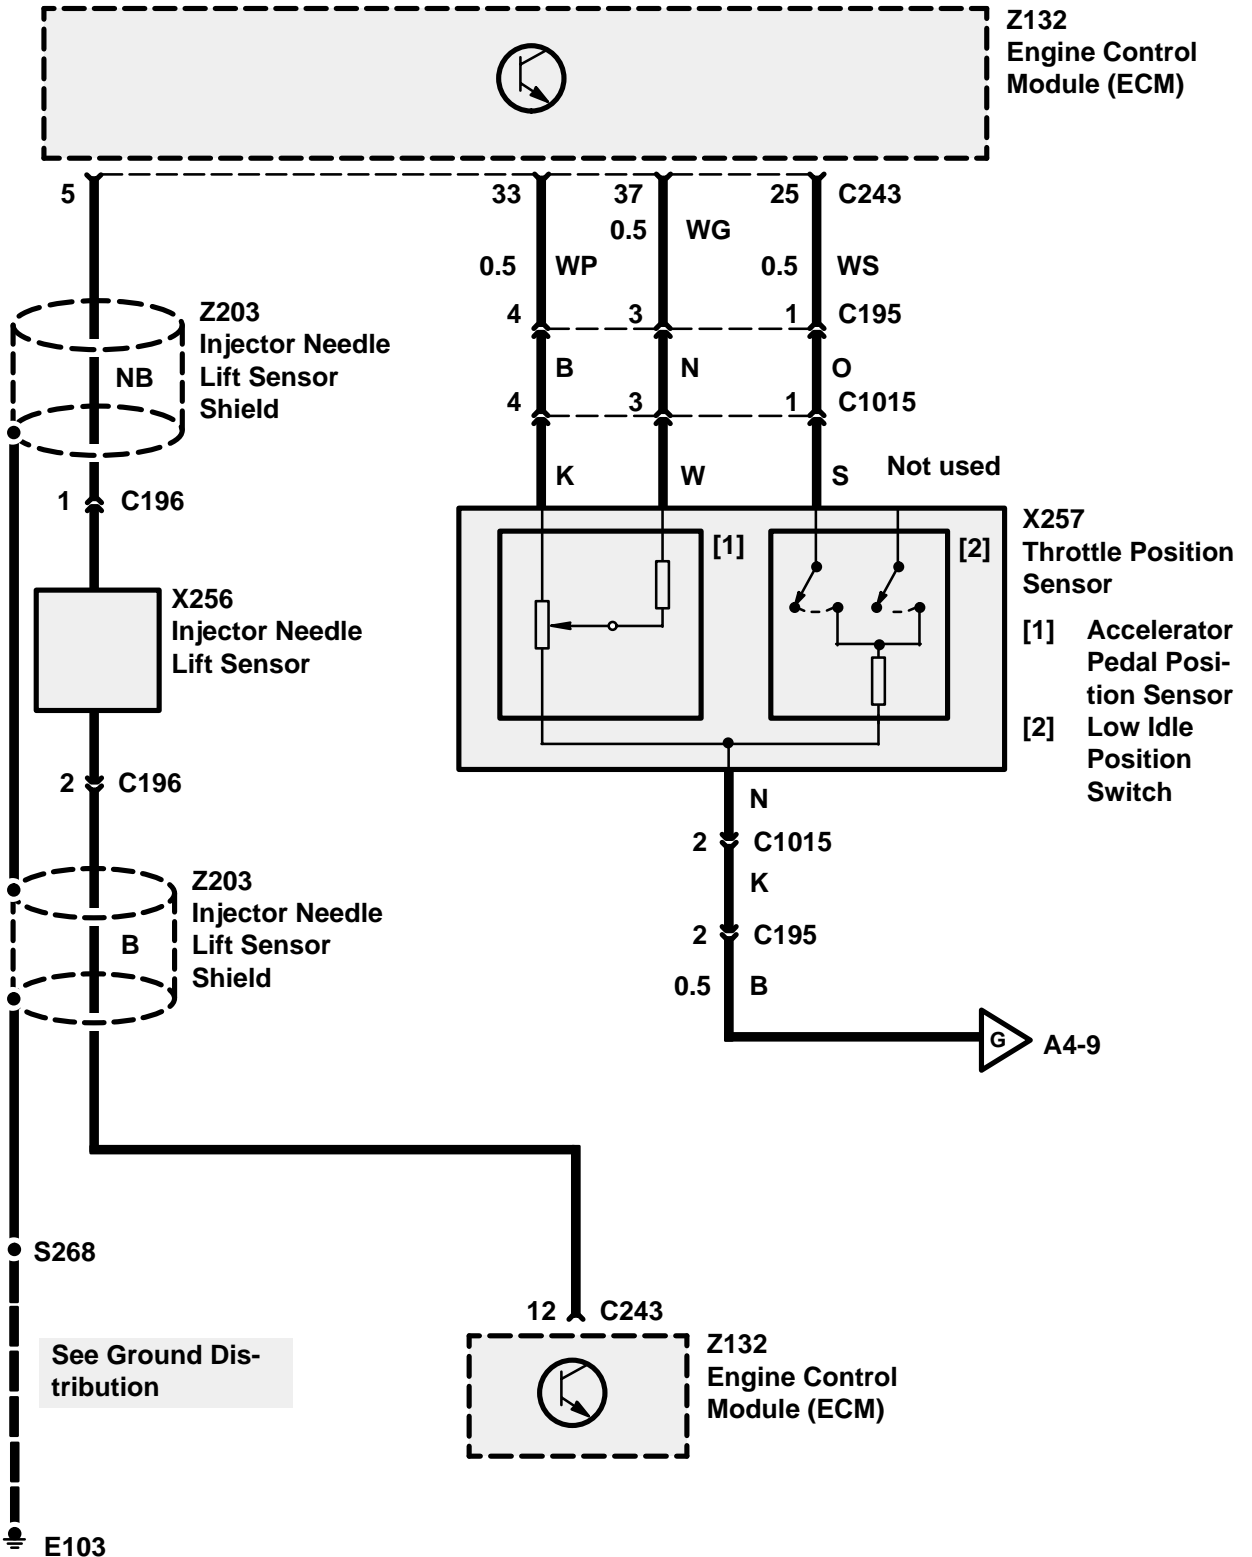 Z132
Engine Control
Module (ECM)
5
33
37
25
C243
0.5
WG
0.5
WP
0.5
WS
Z203
Injector Needle
Lift Sensor
Shield
4
3
1
C195
NB
B
N
O
4
3
1
C1015
K
W
S
Not used
1
C196
X257
Throttle Position
Sensor
[1]
[2]
X256
Injector Needle
Lift Sensor
[1] Accelerator
Pedal Posi-
tion Sensor
[2] Low Idle
Position
Switch
2
C196
N
2
C1015
K
Z203
Injector Needle
Lift Sensor
Shield
B
2
C195
0.5
B
G
A4-9
S268
12
C243
See Ground Dis-
tribution
Z132
Engine Control
Module (ECM)
E103